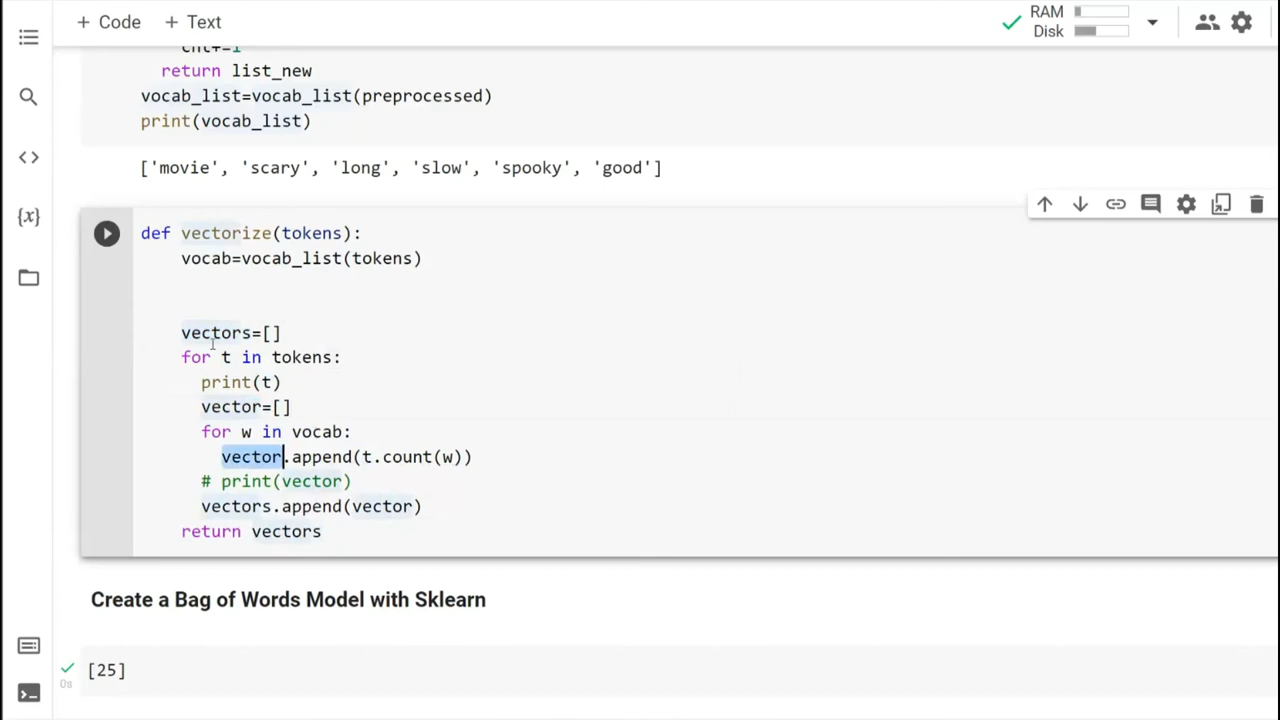 + Code + Text
RAM
Disk
cnt+=1
return list_new
vocab_list=vocab_list(preprocessed)
print(vocab_list)
['movie', 'scary', 'long', 'slow', 'spooky', 'good']
def vectorize(tokens):
vocab=vocab_list(tokens)
vectors=[]
for t in tokens:
print(t)
vector=[]
for w in vocab:
vector.append(t.count(w))
# print(vector)
vectors.append(vector)
return vectors
Create a Bag of Words Model with Sklearn
[25]
0s